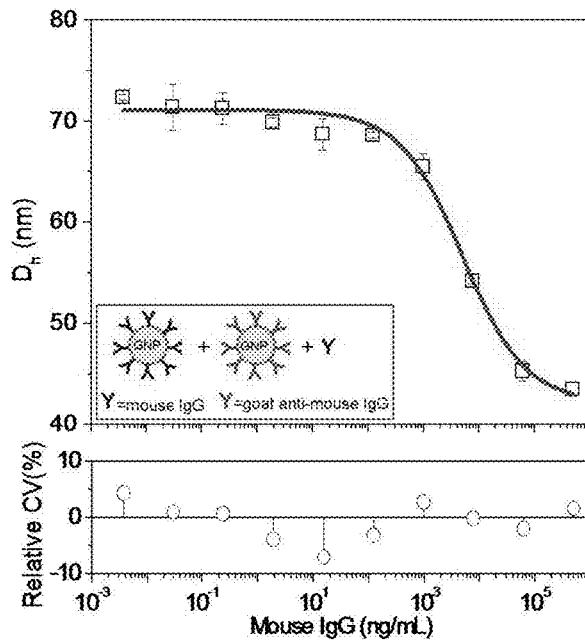 80
70
60
50
40
D_h (nm)
GNP + GNP + Y
Y=mouse IgG Y=goat anti-mouse IgG
10
0
-10
Relative CV(%)
10^-3 10^-1 10^1 10^3 10^5
Mouse IgG (ng/mL)